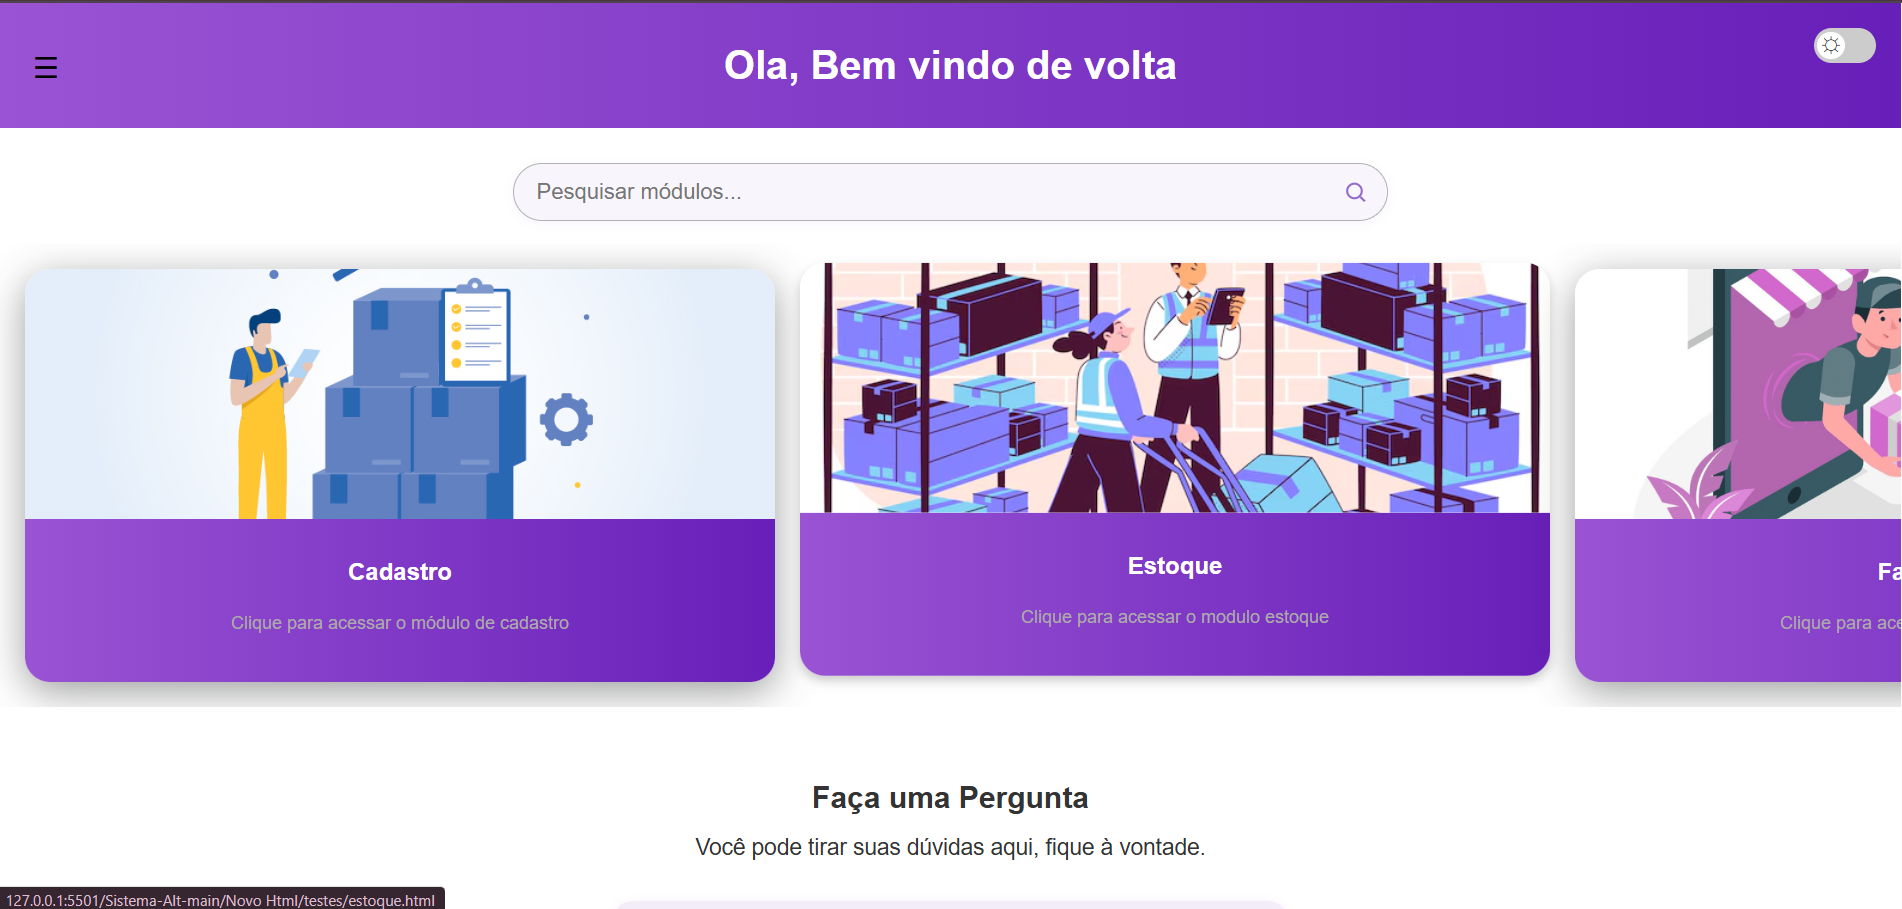 Ola, Bem vindo de volta
Pesquisar módulos...
Cadastro
Clique para acessar o módulo de cadastro
Estoque
Clique para acessar o modulo estoque
Fa
Clique para ace
Faça uma Pergunta
Você pode tirar suas dúvidas aqui, fique à vontade.
127.0.0.1:5501/Sistema-Alt-main/Novo Html/testes/estoque.html